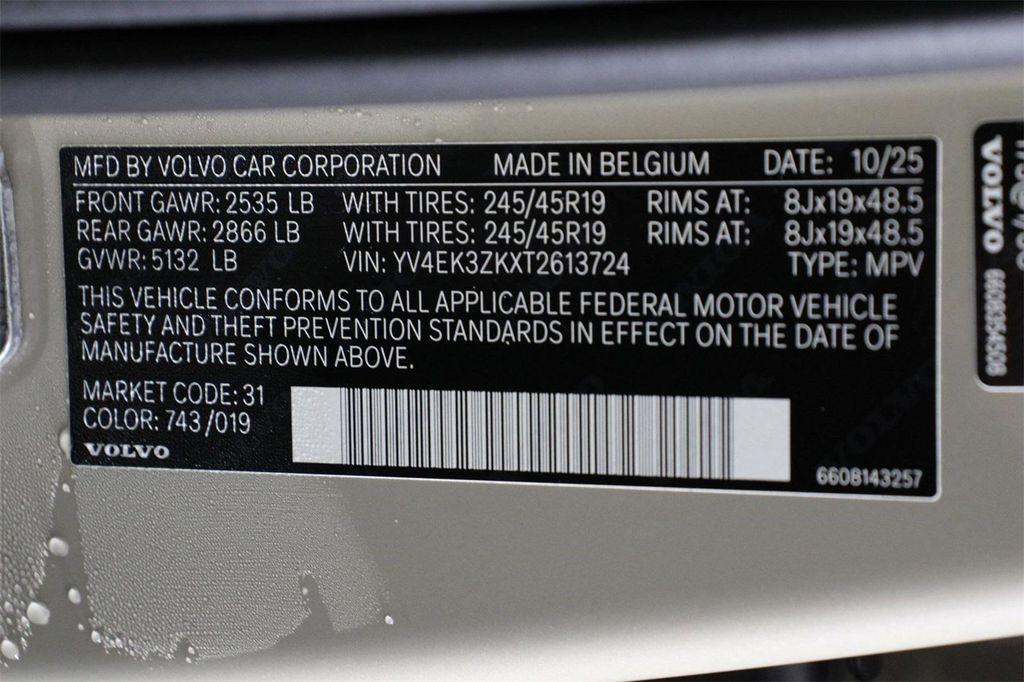 MFD BY VOLVO CAR CORPORATION MADE IN BELGIUM DATE: 10/25
FRONT GAWR: 2535 LB WITH TIRES: 245/45R19 RIMS AT: 8Jx19x48.5
REAR GAWR: 2866 LB WITH TIRES: 245/45R19 RIMS AT: 8Jx19x48.5
GVWR: 5132 LB VIN: YV4EK3ZKXT2613724 TYPE: MPV
THIS VEHICLE CONFORMS TO ALL APPLICABLE FEDERAL MOTOR VEHICLE
SAFETY AND THEFT PREVENTION STANDARDS IN EFFECT ON THE DATE OF
MANUFACTURE SHOWN ABOVE.
MARKET CODE: 31
COLOR: 743/019
VOLVO
660B143257
VOLVO